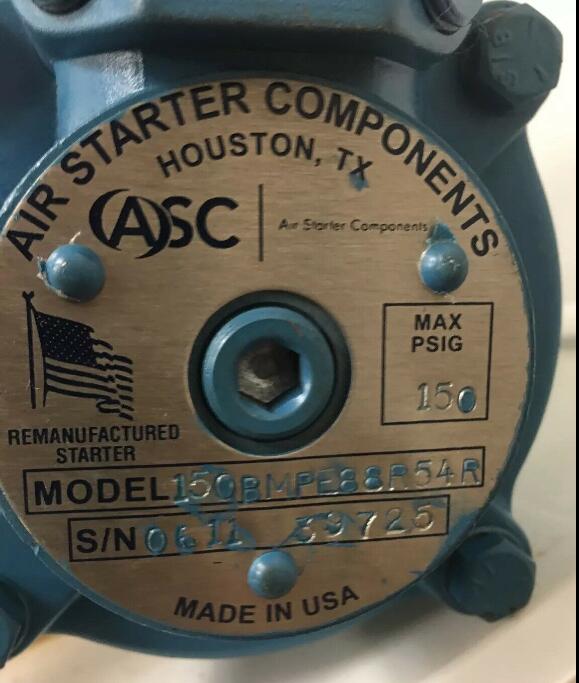 AIR STARTER COMPONENTS
HOUSTON, TX
ASC
Air Starter Components
MAX
PSIG
150
REMANUFACTURED
STARTER
MODEL 150BMPE88R54R
S/N 0611 59725
MADE IN USA